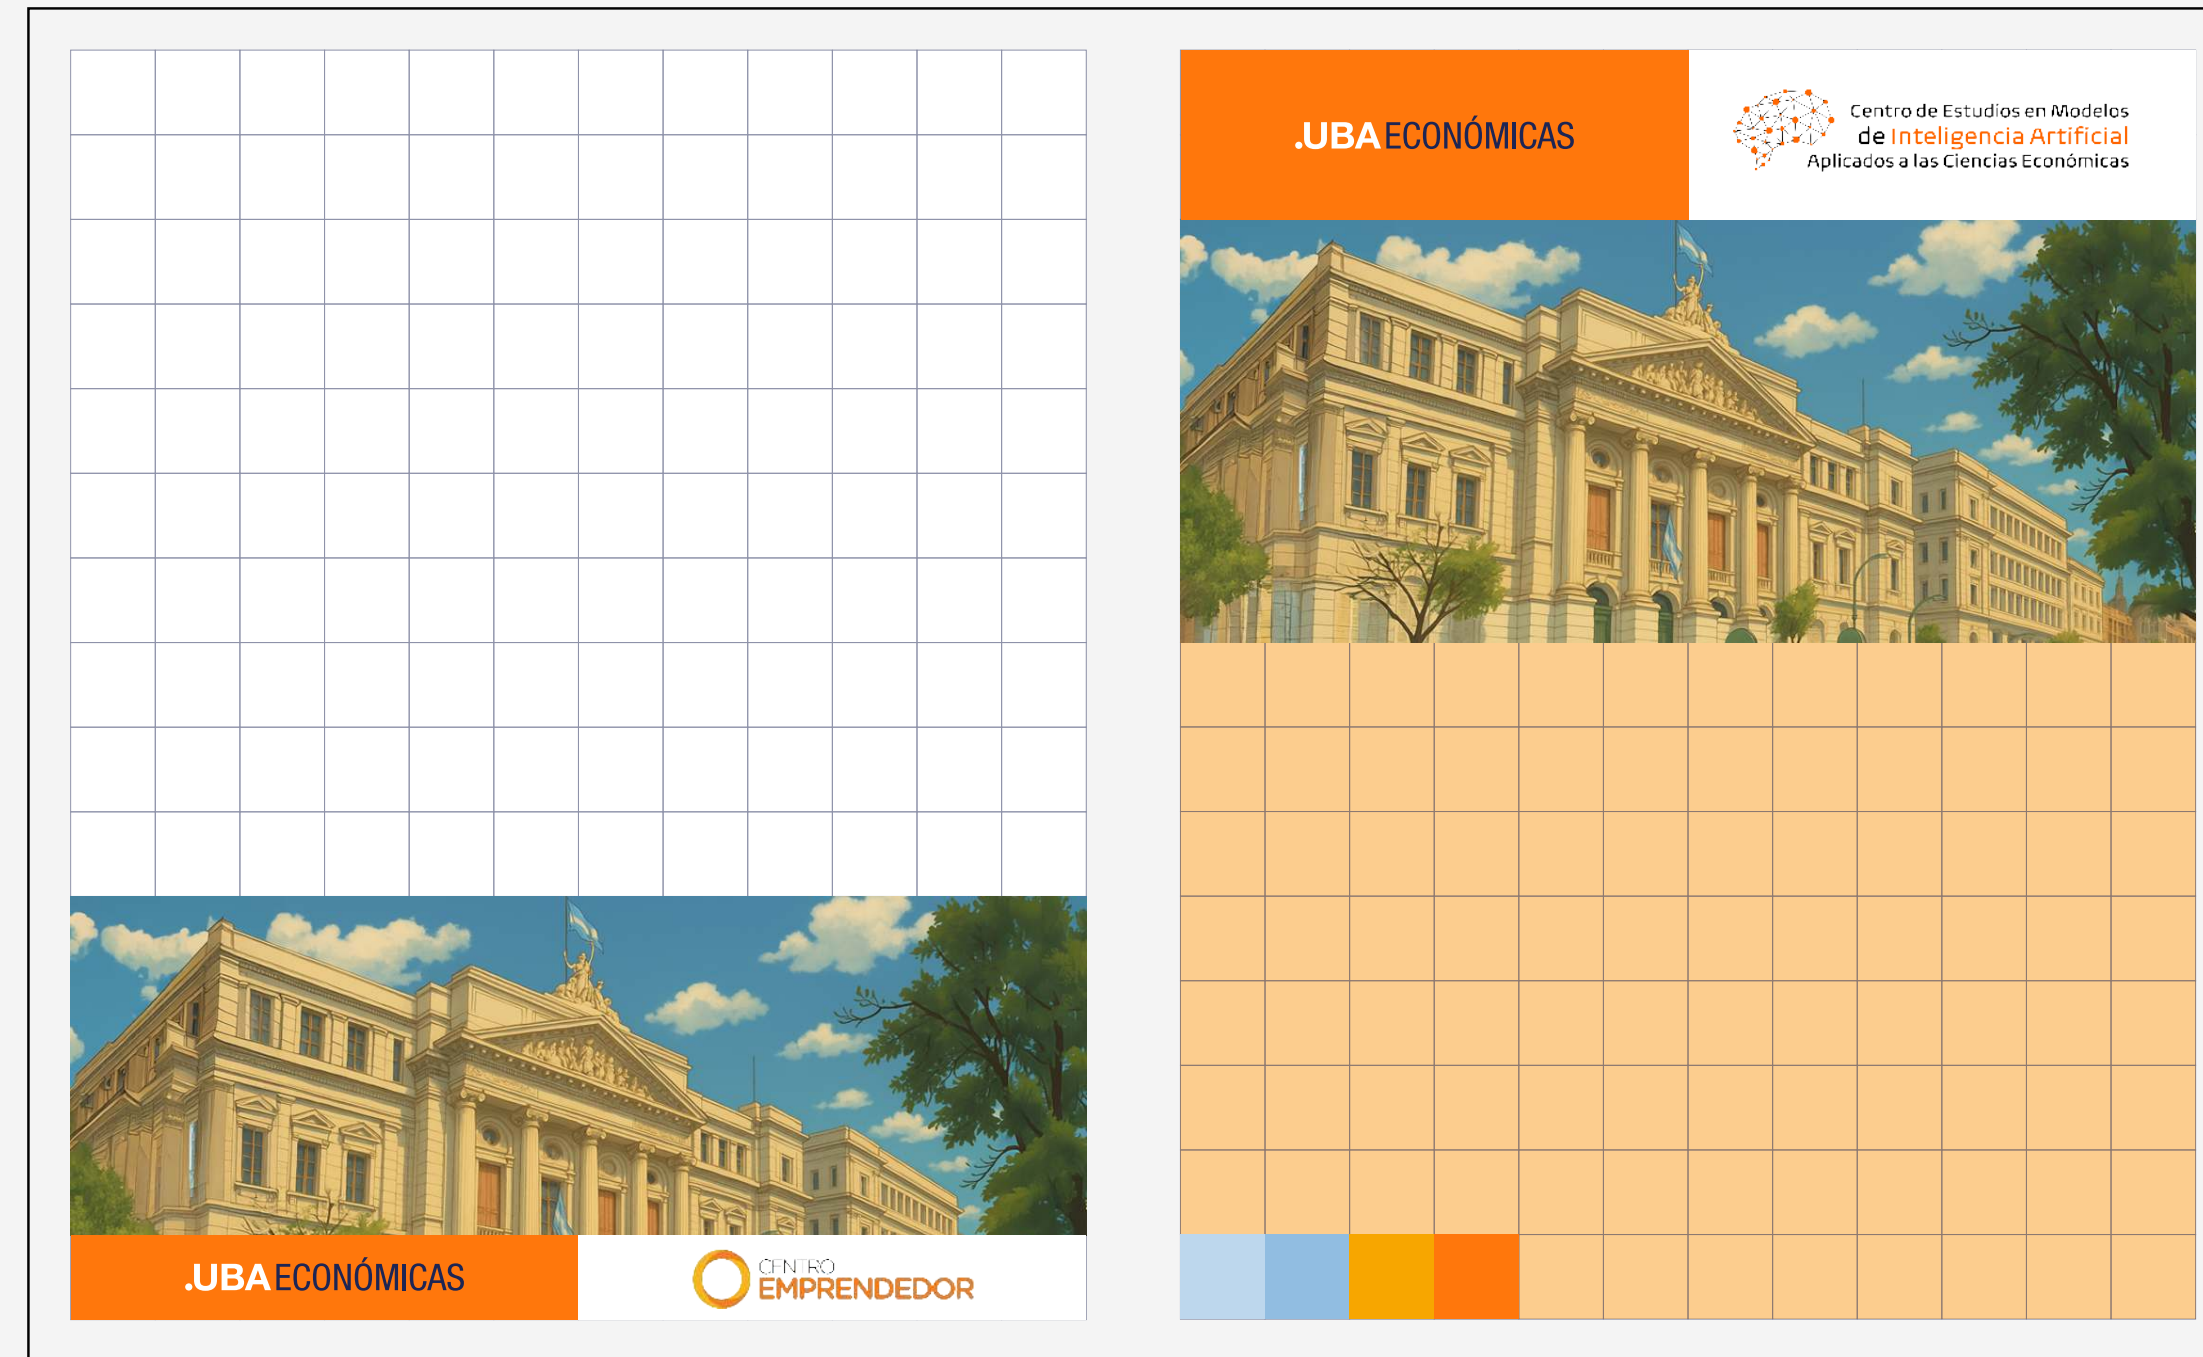 .UBA ECONÓMICAS
CENTRO
EMPRENDEDOR
.UBA ECONÓMICAS
Centro de Estudios en Modelos
de Inteligencia Artificial
Aplicados a las Ciencias Económicas